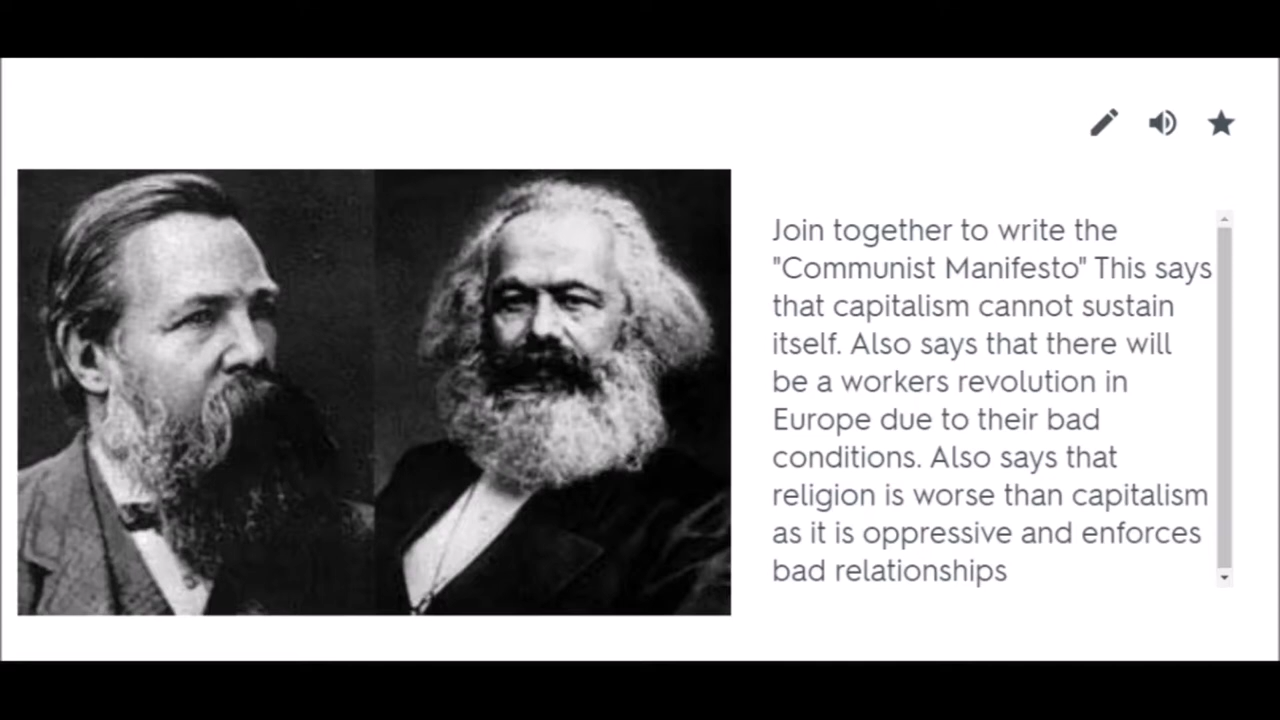 Join together to write the
"Communist Manifesto" This says
that capitalism cannot sustain
itself. Also says that there will
be a workers revolution in
Europe due to their bad
conditions. Also says that
religion is worse than capitalism
as it is oppressive and enforces
bad relationships